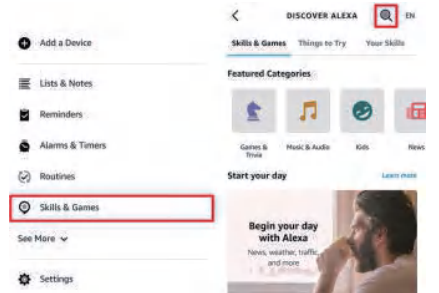 Add a Device
Lists & Notes
Reminders
Alarms & Timers
Routines
Skills & Games
See More
Settings
DISCOVER ALEXA
EN
Skills & Games Things to Try Your Skills
Featured Categories
Games & Trivia
Music & Audio
Kids
News
Start your day
Learn more
Begin your day
with Alexa
News, weather, traffic,
and more